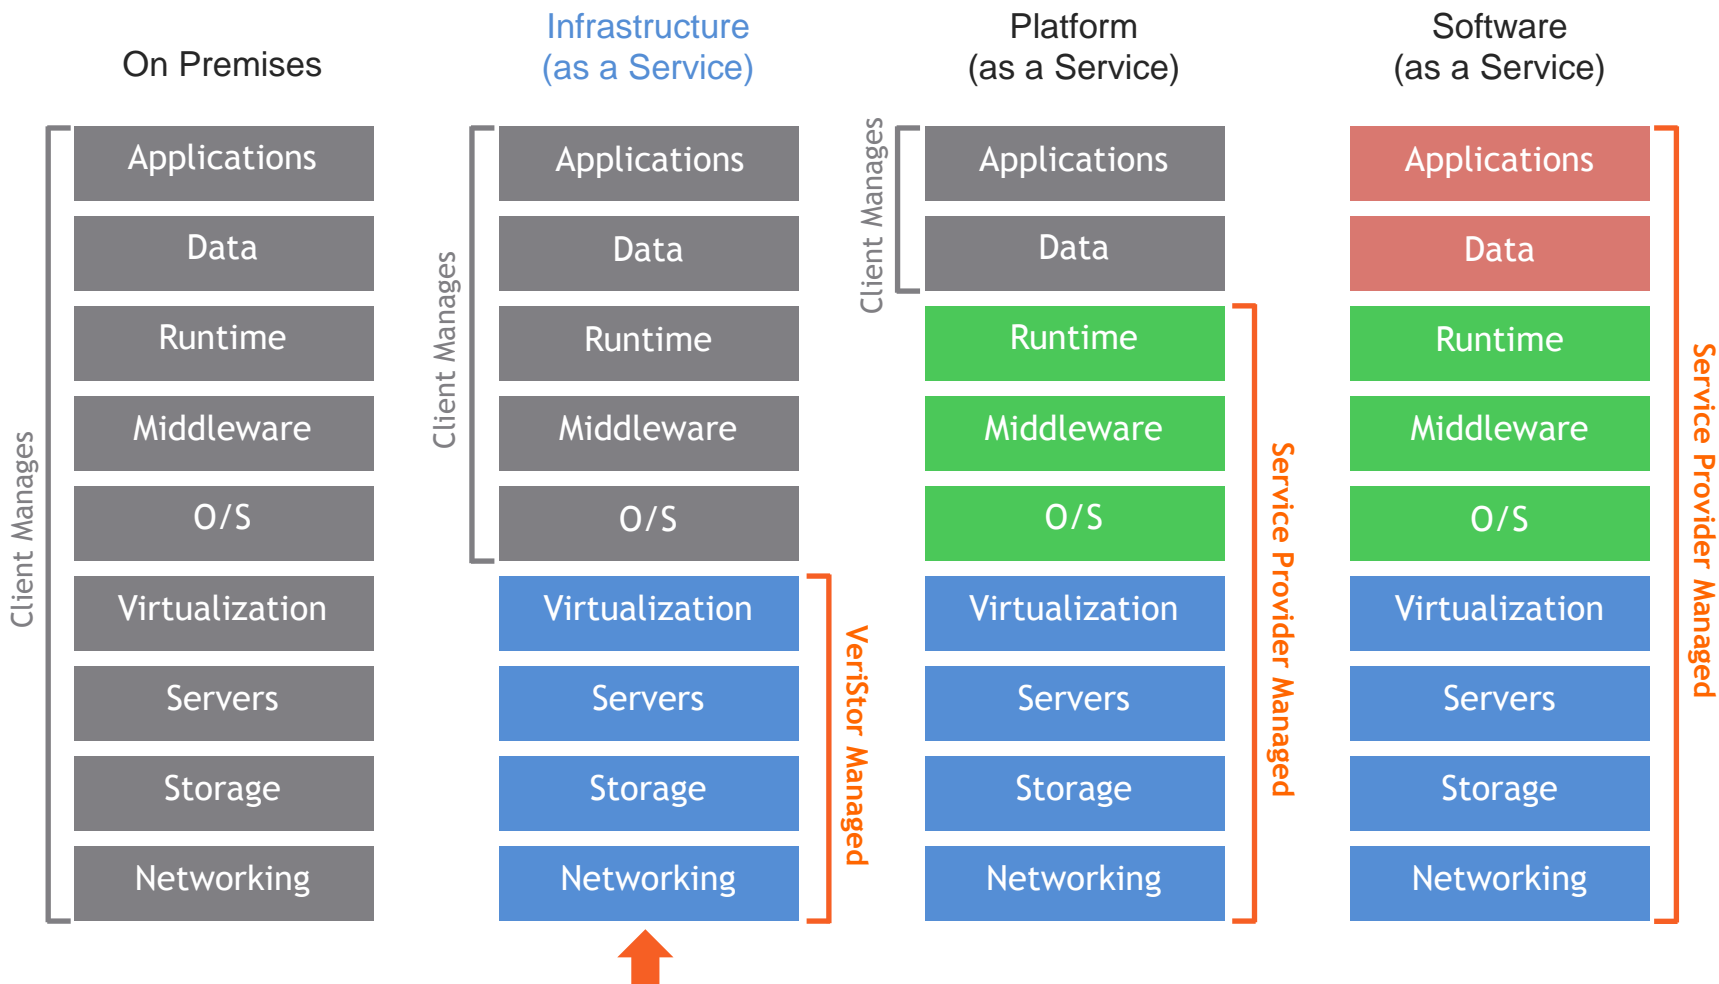 On Premises
Client Manages
Applications
Data
Runtime
Middleware
O/S
Virtualization
Servers
Storage
Networking
Infrastructure
(as a Service)
Client Manages
Applications
Data
Runtime
Middleware
O/S
Virtualization
Servers
Storage
Networking
VeriStor Managed
Platform
(as a Service)
Client Manages
Applications
Data
Runtime
Middleware
O/S
Virtualization
Servers
Storage
Networking
Service Provider Managed
Software
(as a Service)
Applications
Data
Runtime
Middleware
O/S
Virtualization
Servers
Storage
Networking
Service Provider Managed